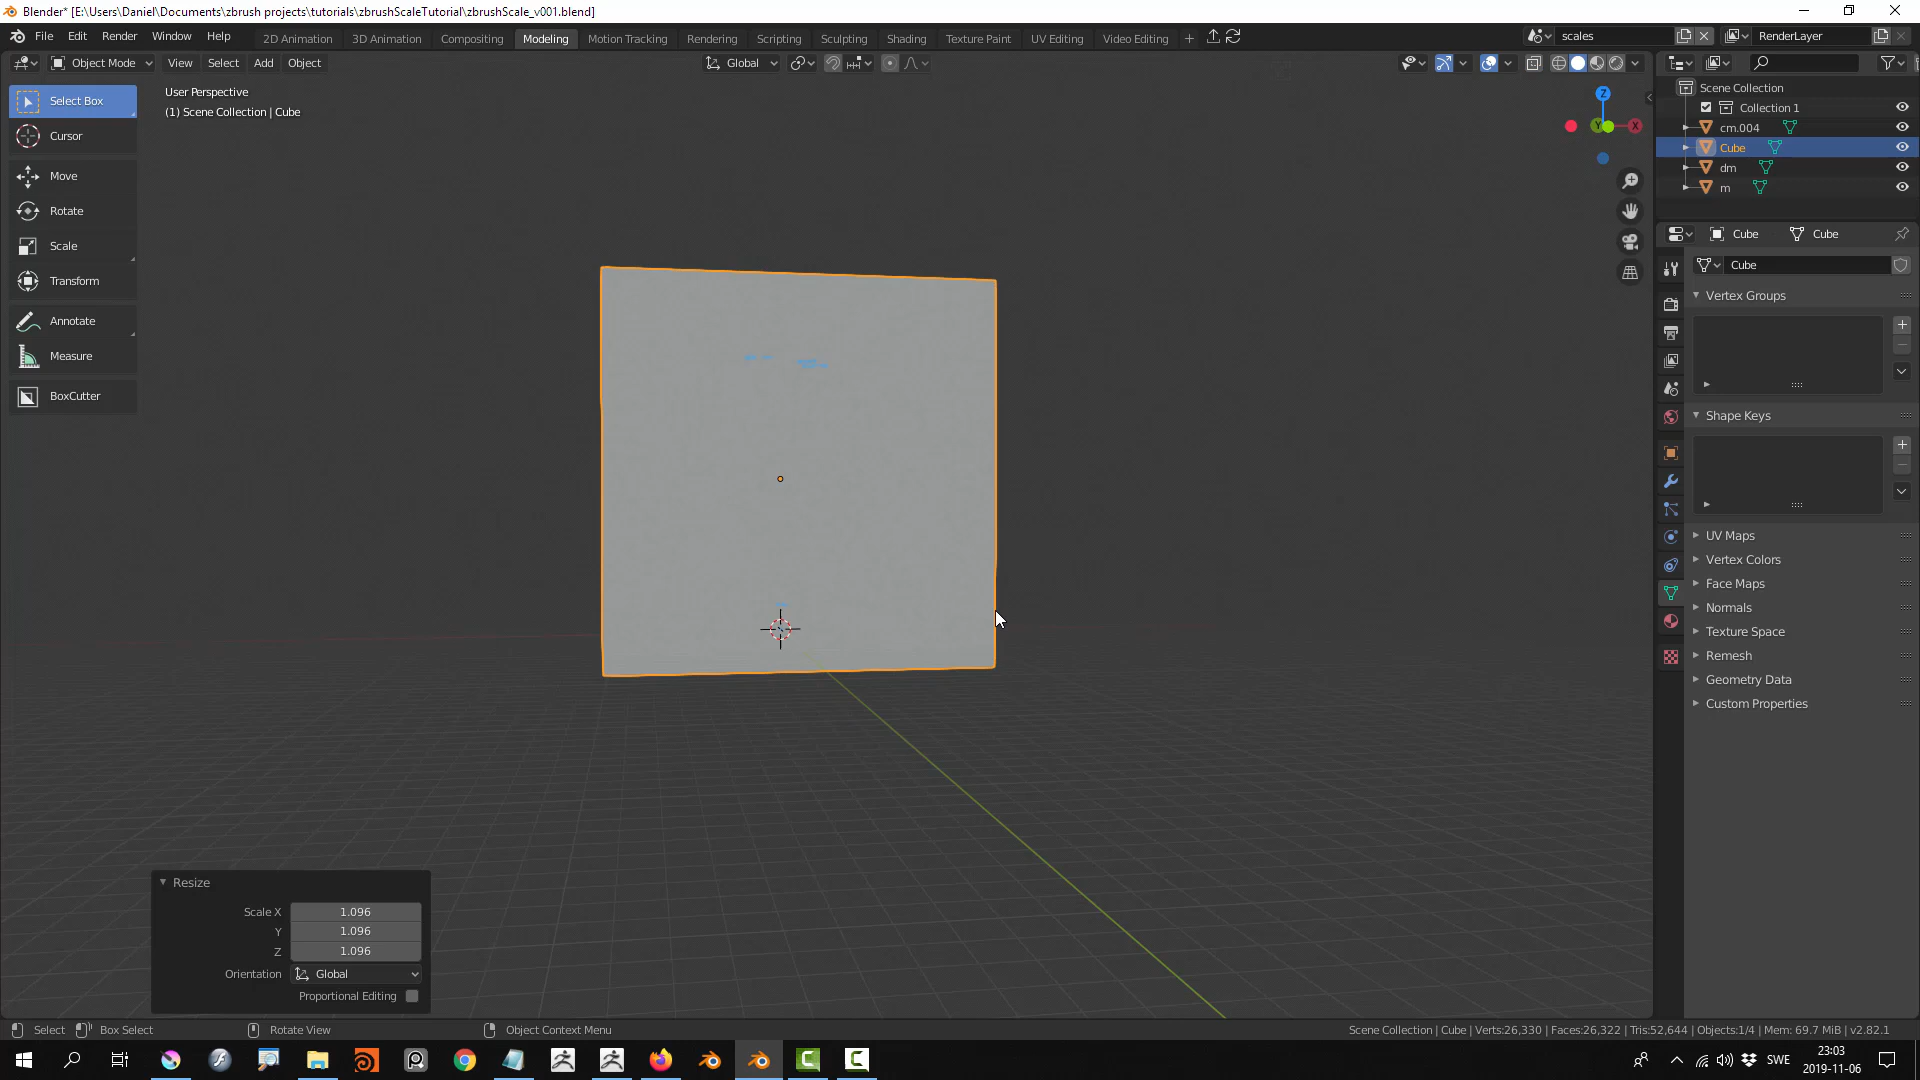 Blender* [E:\Users\Daniel\Documents\zbrush projects\tutorials\zbrushScaleTutorial\zbrushScale_v001.blend]
File Edit Render Window Help 2D Animation 3D Animation Compositing Modeling Motion Tracking Rendering Scripting Sculpting Shading Texture Paint UV Editing Video Editing + scales RenderLayer
Object Mode View Select Add Object Global
User Perspective
(1) Scene Collection | Cube
Select Box
Cursor
Move
Rotate
Scale
Transform
Annotate
Measure
BoxCutter
Z
Y
X
Scene Collection
Collection 1
cm.004
Cube
dm
m
Cube Cube
Cube
Vertex Groups
Shape Keys
UV Maps
Vertex Colors
Face Maps
Normals
Texture Space
Remesh
Geometry Data
Custom Properties
Resize
Scale X 1.096
Y 1.096
Z 1.096
Orientation Global
Proportional Editing
Select Box Select Rotate View Object Context Menu Scene Collection | Cube | Verts:26,330 | Faces:26,322 | Tris:52,644 | Objects:1/4 | Mem: 69.7 MiB | v2.82.1
SWE
23:03
2019-11-06